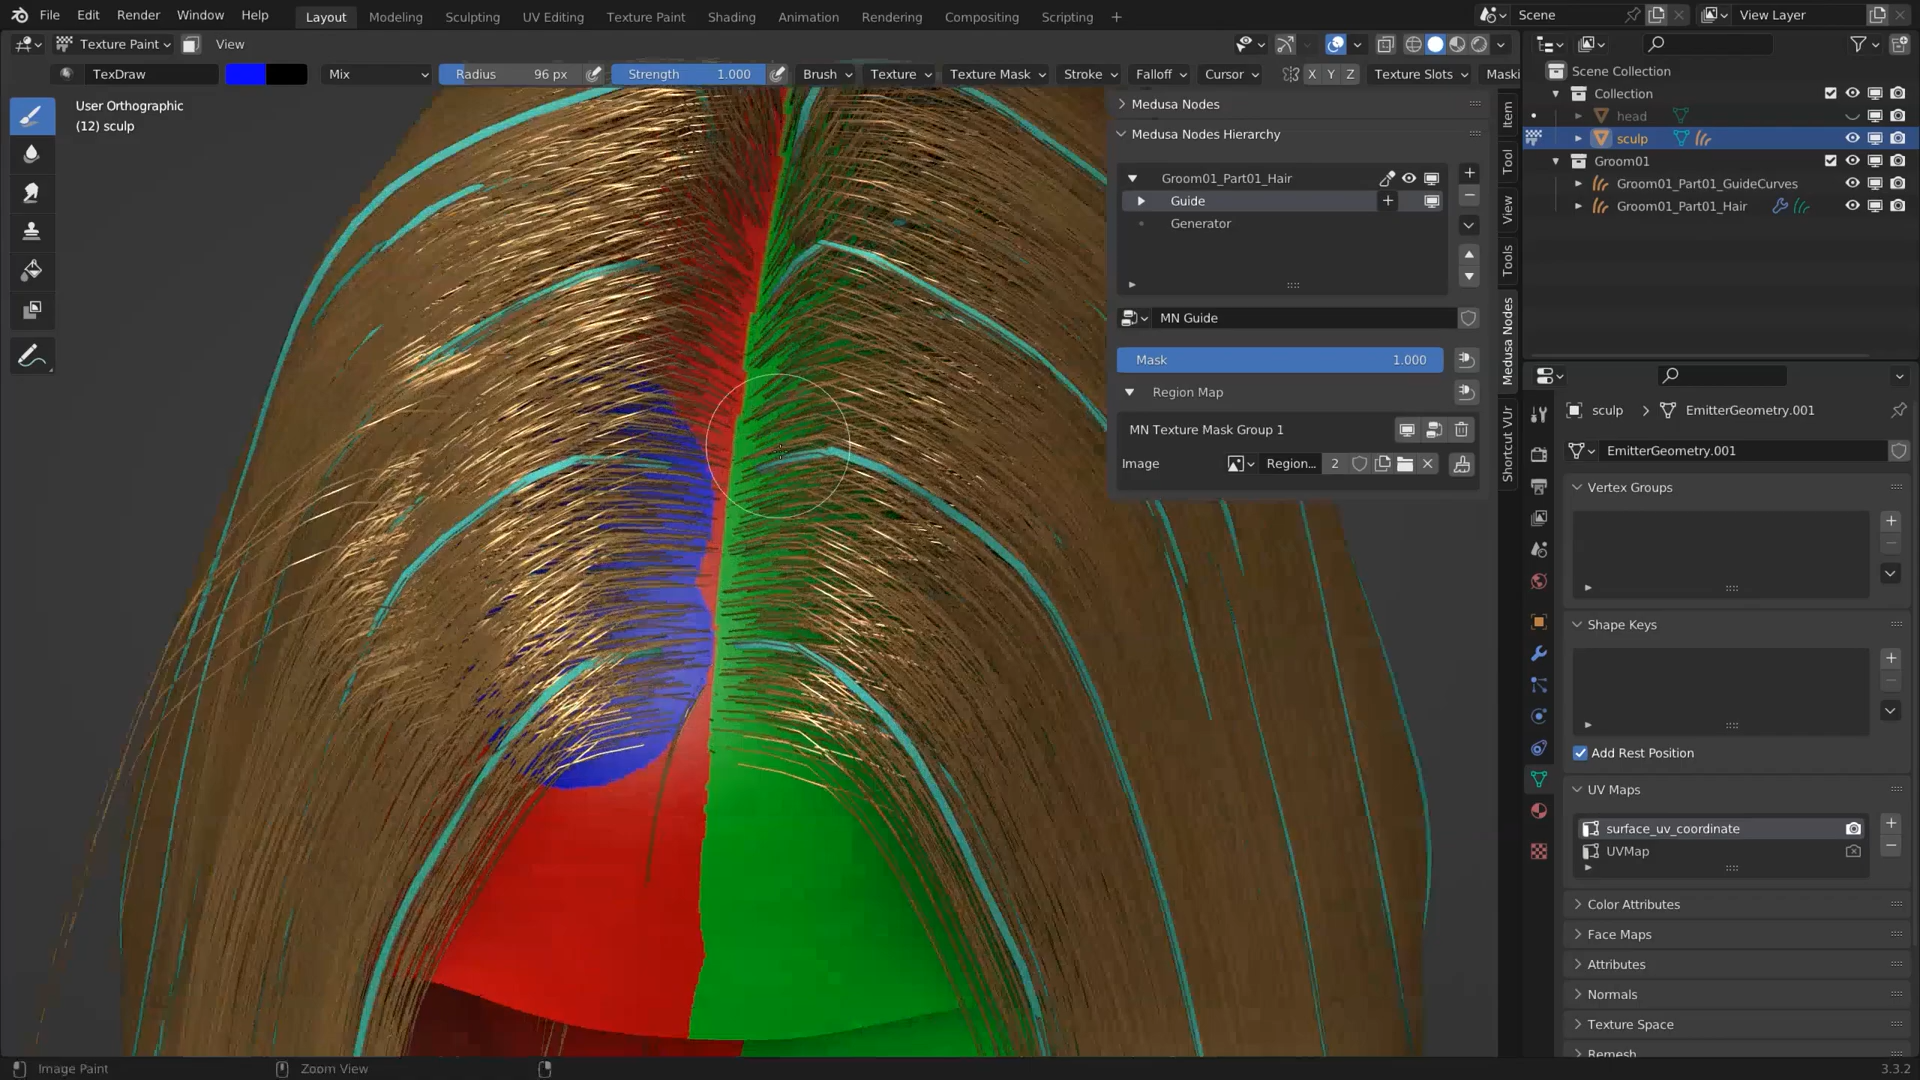 File Edit Render Window Help Layout Modeling Sculpting UV Editing Texture Paint Shading Animation Rendering Compositing Scripting + Scene View Layer
Texture Paint View
TexDraw Mix Radius 96 px Strength 1.000 Brush Texture Texture Mask Stroke Falloff Cursor X Y Z Texture Slots Maski
User Orthographic
(12) sculp
Medusa Nodes
Medusa Nodes Hierarchy
Groom01_Part01_Hair
Guide
Generator
MN Guide
Mask 1.000
Region Map
MN Texture Mask Group 1
Image Region... 2
Item
Tool
View
Tools
Medusa Nodes
Shortcut VUr
Scene Collection
Collection
head
sculp
Groom01
Groom01_Part01_GuideCurves
Groom01_Part01_Hair
sculp EmitterGeometry.001
EmitterGeometry.001
Vertex Groups
Shape Keys
Add Rest Position
UV Maps
surface_uv_coordinate
UVMap
Color Attributes
Face Maps
Attributes
Normals
Texture Space
Remesh
Image Paint Zoom View 3.3.2